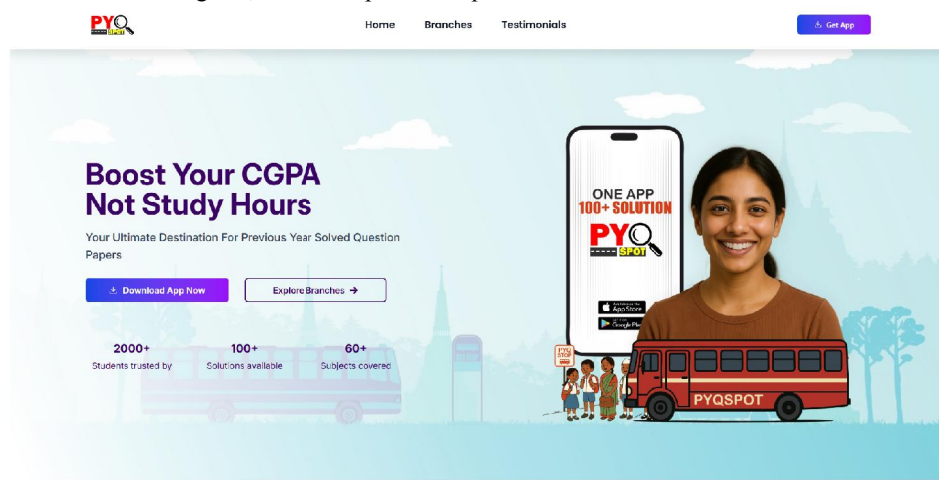 PYQ
SPOT
Home
Branches
Testimonials
Get App
Boost Your CGPA
Not Study Hours
Your Ultimate Destination For Previous Year Solved Question
Papers
Download App Now
Explore Branches →
2000+
Students trusted by
100+
Solutions available
60+
Subjects covered
ONE APP
100+ SOLUTION
PYQ
SPOT
App Store
Google Play
PYQ
STOP
PYQSPOT